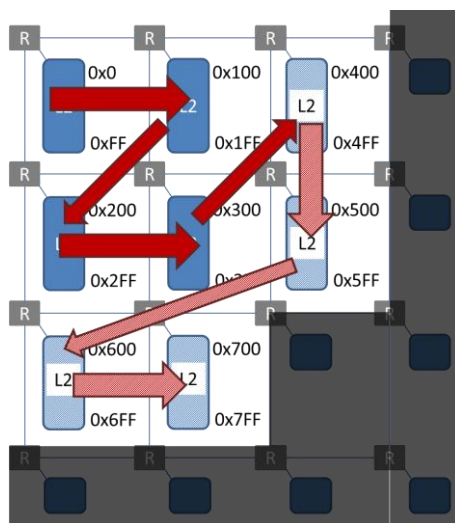 R R R R
0x0 0x100 0x400
L2 L2
0xFF 0x1FF 0x4FF
R R R R
0x200 0x300 0x500
L2
0x2FF 0x5FF
R R R R
0x600 0x700
L2 L2
0x6FF 0x7FF
R R R R